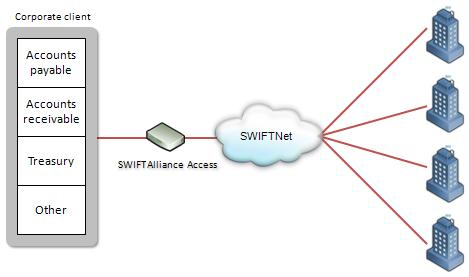 Corporate client
Accounts
payable
Accounts
receivable
Treasury
Other
SWIFTAlliance Access
SWIFTNet